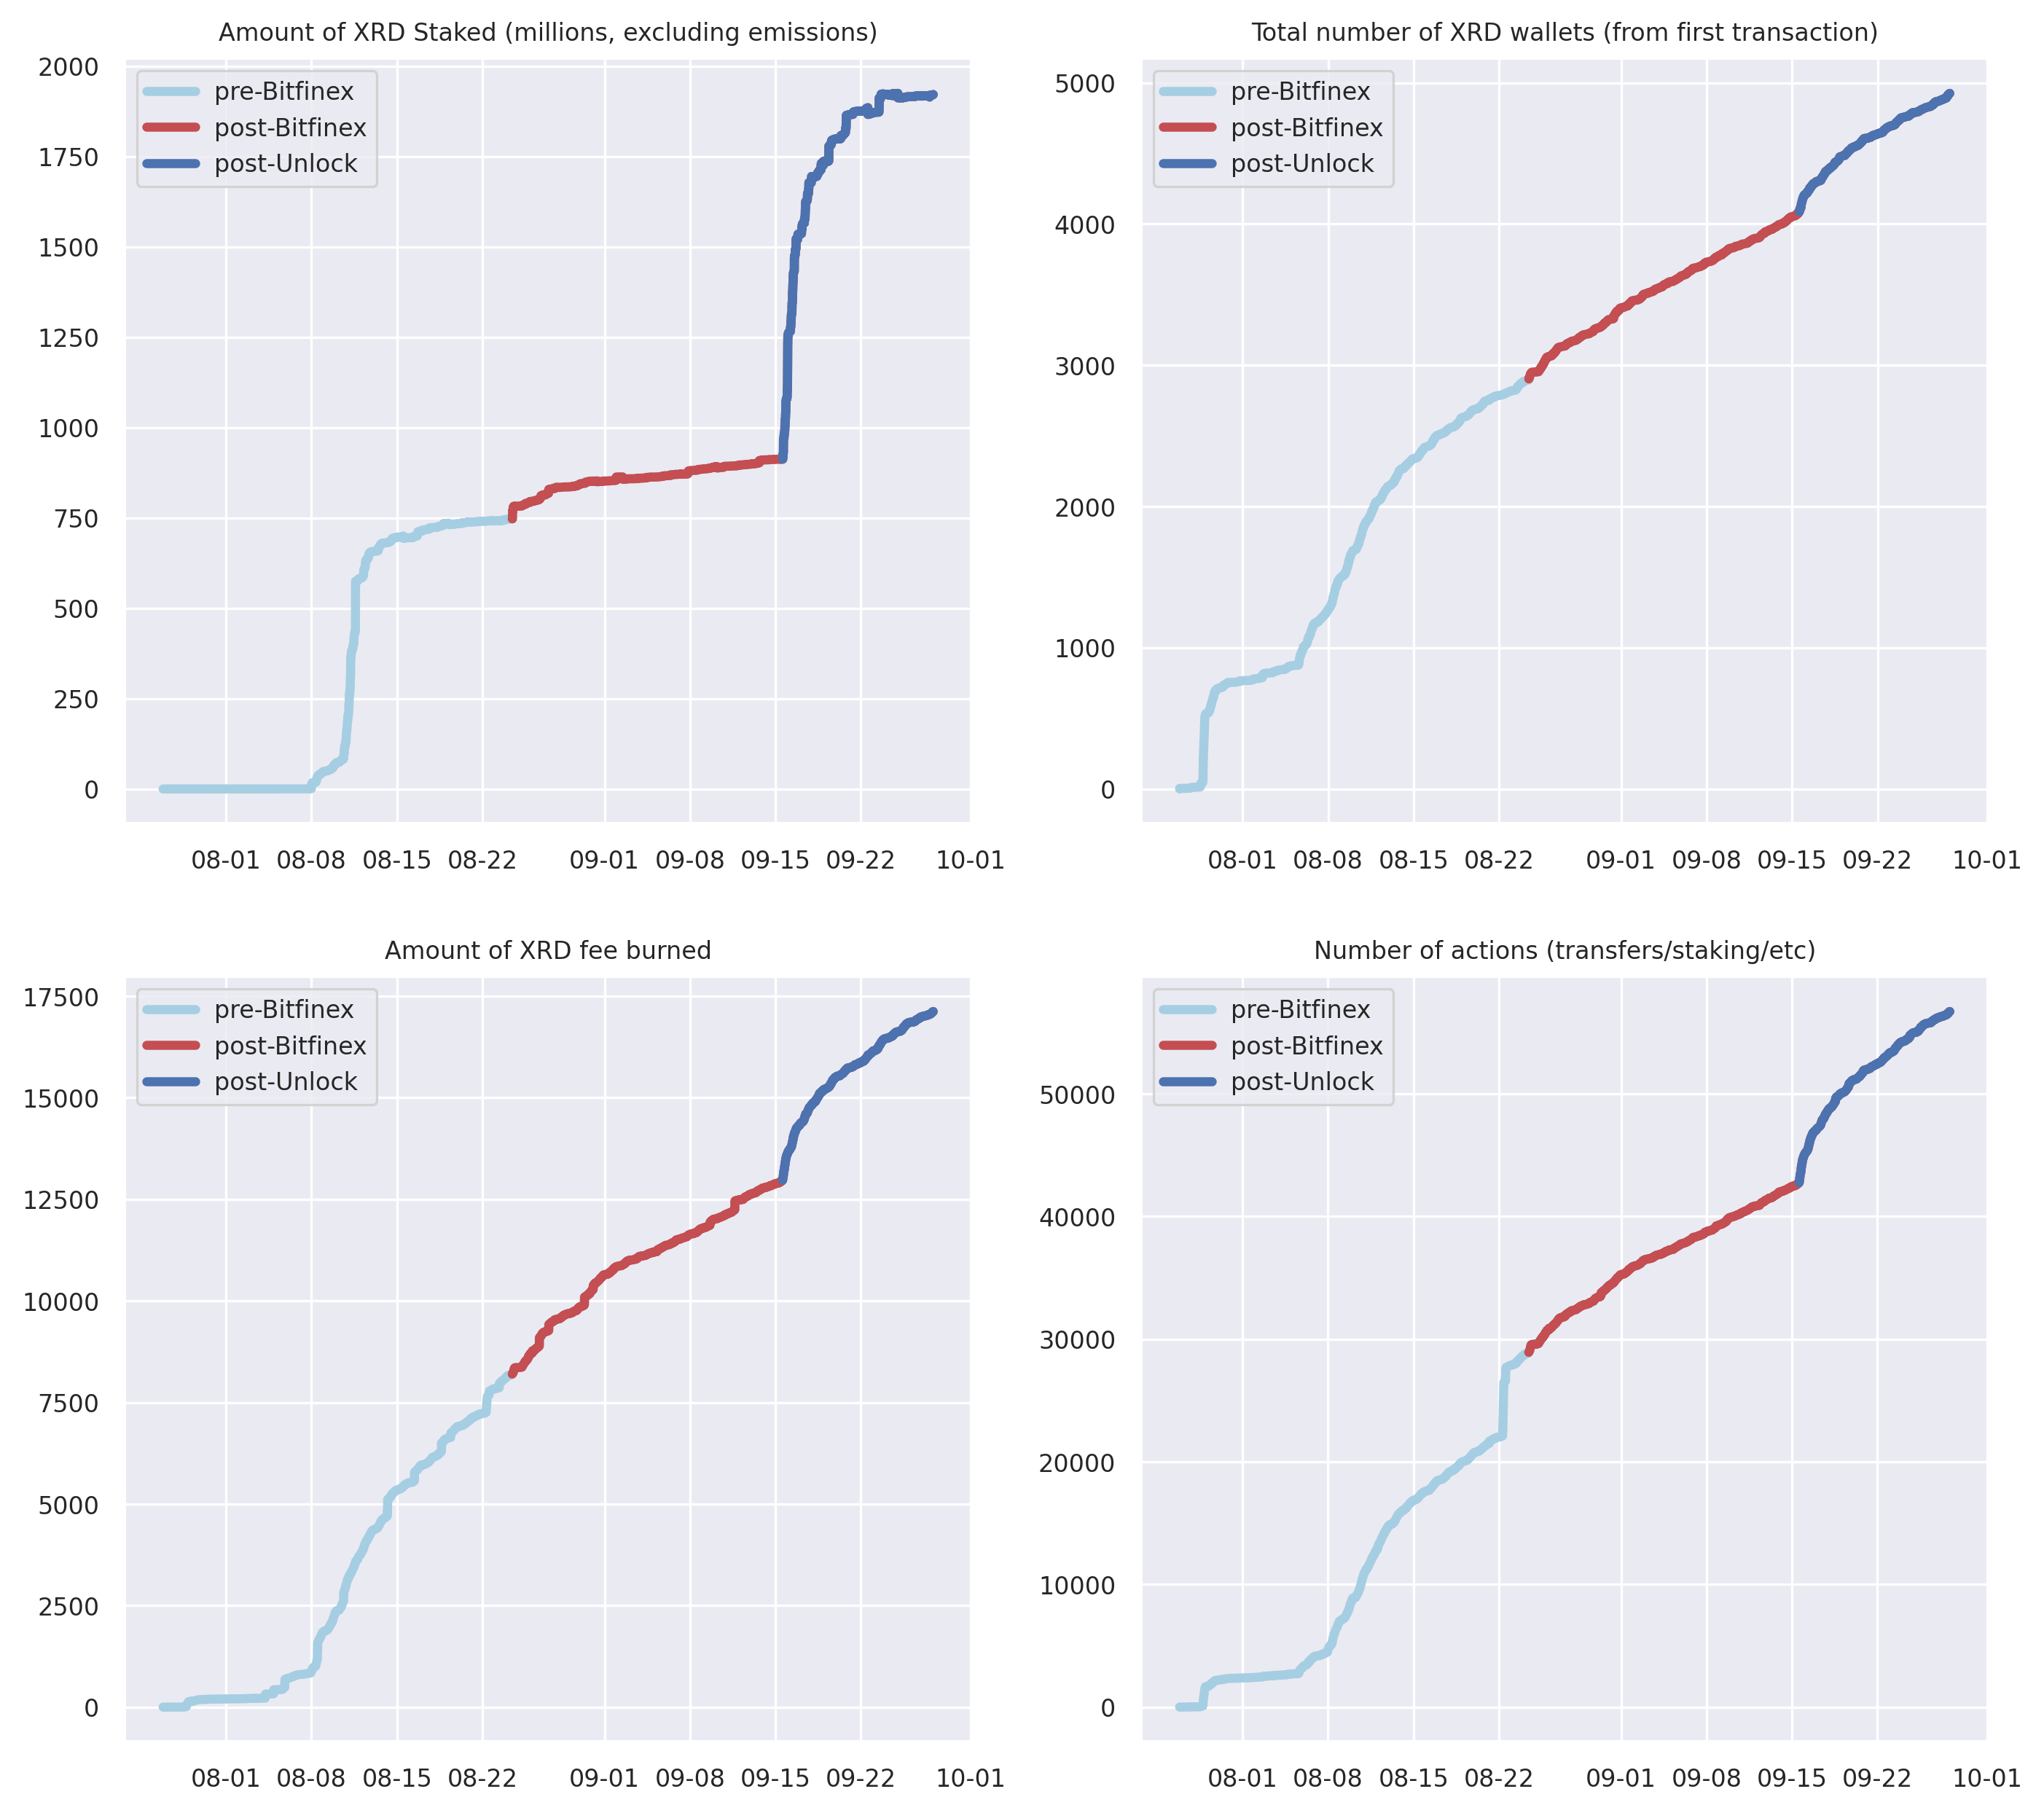 Amount of XRD Staked (millions, excluding emissions)
2000
1750
1500
1250
1000
750
500
250
0
pre-Bitfinex
post-Bitfinex
post-Unlock
08-01 08-08 08-15 08-22 09-01 09-08 09-15 09-22 10-01
Total number of XRD wallets (from first transaction)
5000
4000
3000
2000
1000
0
pre-Bitfinex
post-Bitfinex
post-Unlock
08-01 08-08 08-15 08-22 09-01 09-08 09-15 09-22 10-01
Amount of XRD fee burned
17500
15000
12500
10000
7500
5000
2500
0
pre-Bitfinex
post-Bitfinex
post-Unlock
08-01 08-08 08-15 08-22 09-01 09-08 09-15 09-22 10-01
Number of actions (transfers/staking/etc)
50000
40000
30000
20000
10000
0
pre-Bitfinex
post-Bitfinex
post-Unlock
08-01 08-08 08-15 08-22 09-01 09-08 09-15 09-22 10-01